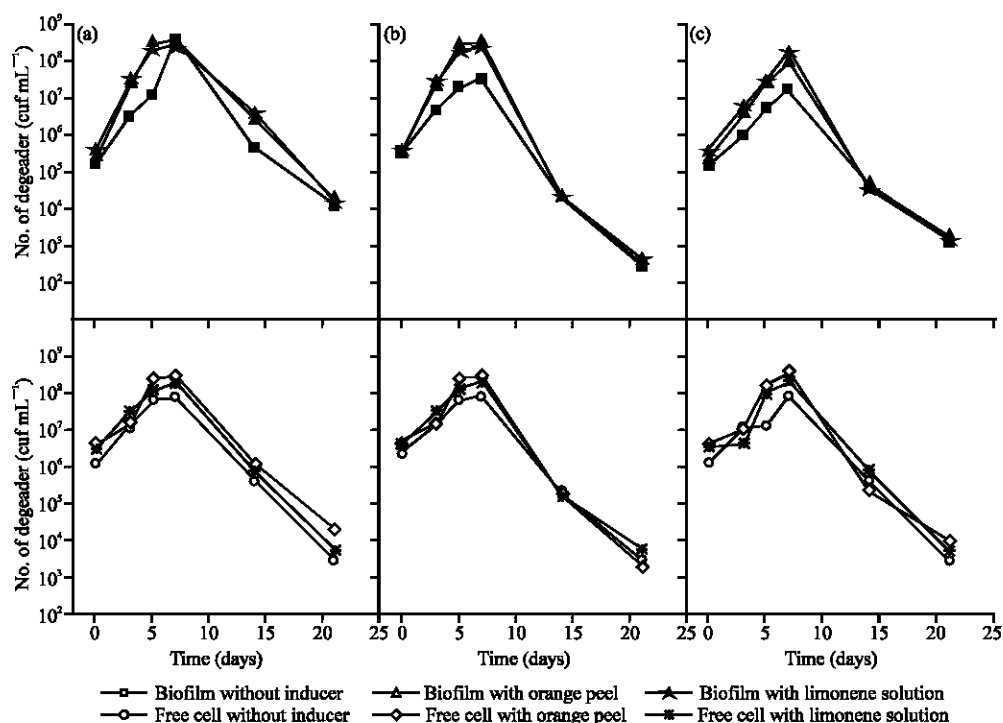 (a) (b) (c)
No. of degeader (cuf mL⁻¹)
10⁹
10⁸
10⁷
10⁶
10⁵
10⁴
10³
10²
No. of degeader (cuf mL⁻¹)
10⁹
10⁸
10⁷
10⁶
10⁵
10⁴
10³
10²
0 5 10 15 20 25 0 5 10 15 20 25 0 5 10 15 20 25
Time (days) Time (days) Time (days)
Biofilm without inducer Biofilm with orange peel Biofilm with limonene solution
Free cell without inducer Free cell with orange peel Free cell with limonene solution